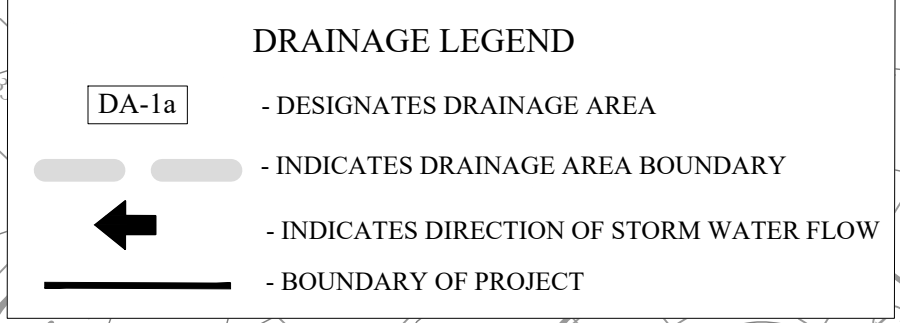 DRAINAGE LEGEND
DA-1a - DESIGNATES DRAINAGE AREA
- INDICATES DRAINAGE AREA BOUNDARY
- INDICATES DIRECTION OF STORM WATER FLOW
- BOUNDARY OF PROJECT